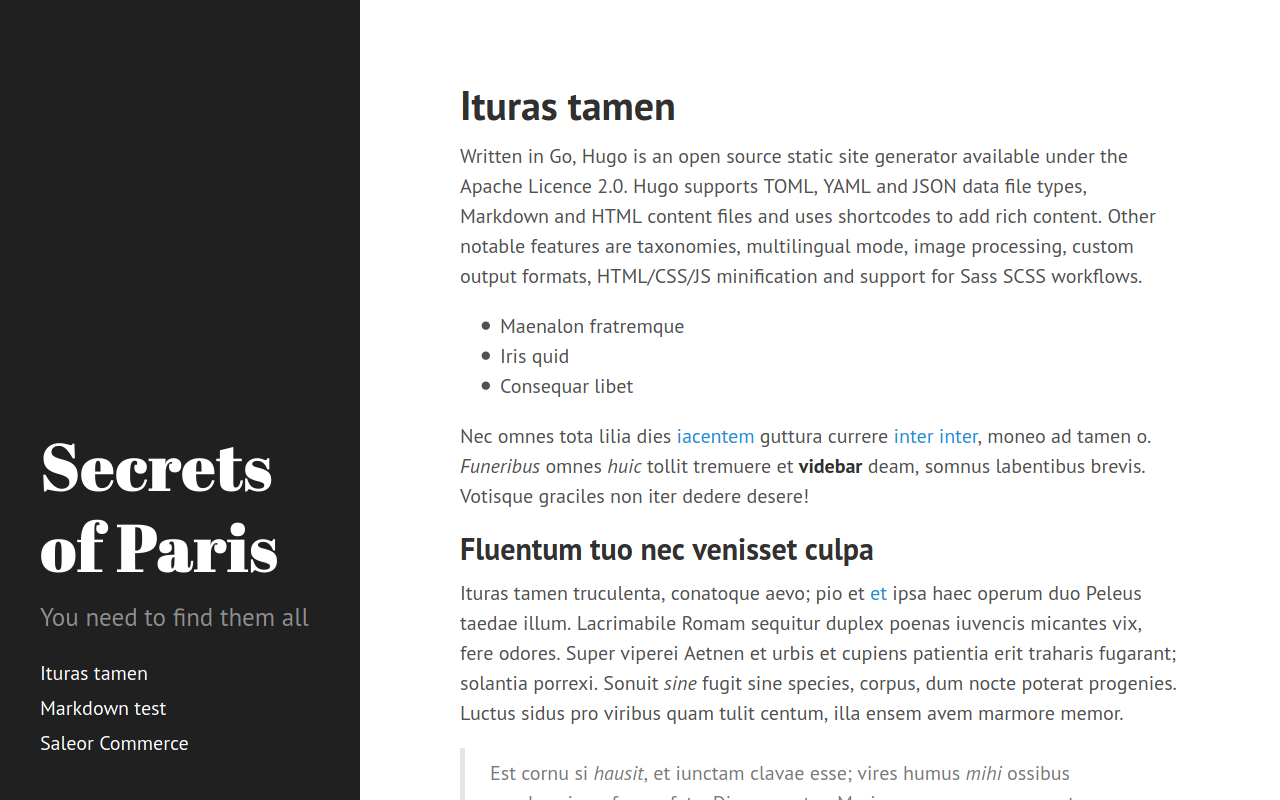 Secrets
of Paris
You need to find them all
Ituras tamen
Markdown test
Saleor Commerce
Ituras tamen
Written in Go, Hugo is an open source static site generator available under the
Apache Licence 2.0. Hugo supports TOML, YAML and JSON data file types,
Markdown and HTML content files and uses shortcodes to add rich content. Other
notable features are taxonomies, multilingual mode, image processing, custom
output formats, HTML/CSS/JS minification and support for Sass SCSS workflows.
Maenalon fratremque
Iris quid
Consequar libet
Nec omnes tota lilia dies iacentem guttura currere inter inter, moneo ad tamen o.
Funeribus omnes huic tollit tremuere et videbar deam, somnus labentibus brevis.
Votisque graciles non iter dedere desere!
Fluentum tuo nec venisset culpa
Ituras tamen truculenta, conatoque aevo; pio et et ipsa haec operum duo Peleus
taedae illum. Lacrimabile Romam sequitur duplex poenas iuvencis micantes vix,
fere odores. Super viperei Aetnen et urbis et cupiens patientia erit traharis fugarant;
solantia porrexi. Sonuit sine fugit sine species, corpus, dum nocte poterat progenies.
Luctus sidus pro viribus quam tulit centum, illa ensem avem marmore memor.
Est cornu si hausit, et iunctam clavae esse; vires humus mihi ossibus